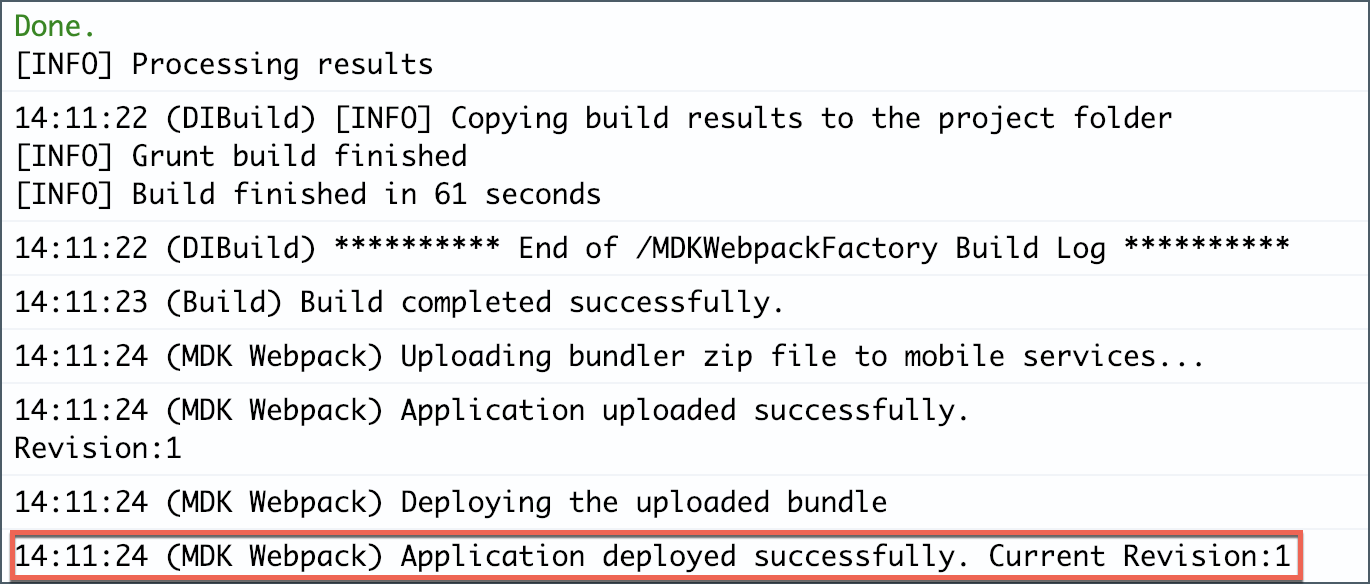 Done.
[INFO] Processing results
14:11:22 (DIBuild) [INFO] Copying build results to the project folder
[INFO] Grunt build finished
[INFO] Build finished in 61 seconds
14:11:22 (DIBuild) ********** End of /MDKWebpackFactory Build Log **********
14:11:23 (Build) Build completed successfully.
14:11:24 (MDK Webpack) Uploading bundler zip file to mobile services...
14:11:24 (MDK Webpack) Application uploaded successfully.
Revision:1
14:11:24 (MDK Webpack) Deploying the uploaded bundle
14:11:24 (MDK Webpack) Application deployed successfully. Current Revision:1